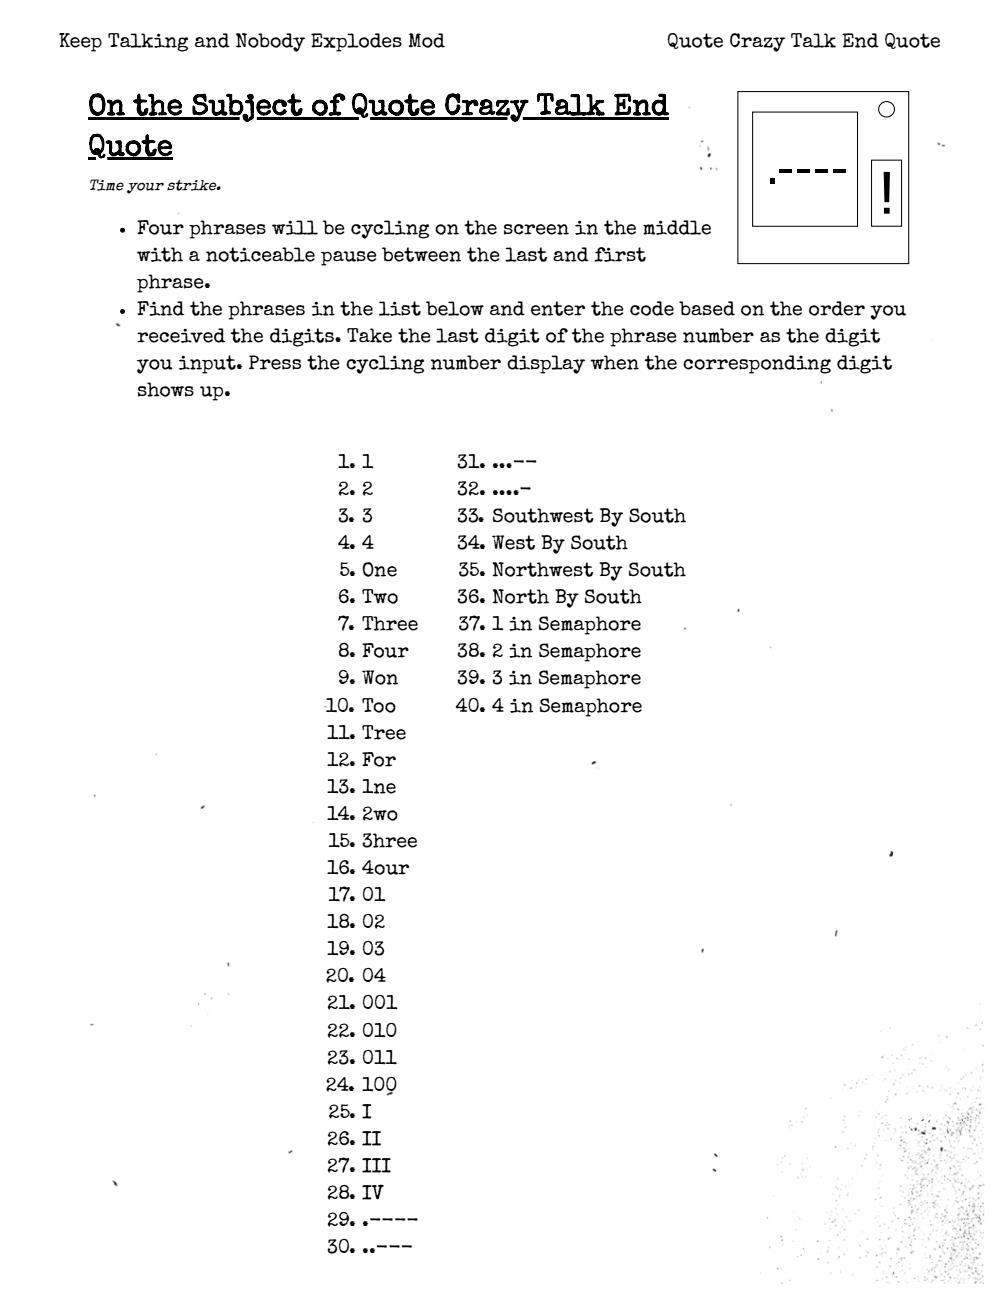 Keep Talking and Nobody Explodes Mod
Quote Crazy Talk End Quote
On the Subject of Quote Crazy Talk End
Quote
Time your strike.
.----
!
• Four phrases will be cycling on the screen in the middle
with a noticeable pause between the last and first
phrase.
• Find the phrases in the list below and enter the code based on the order you
received the digits. Take the last digit of the phrase number as the digit
you input. Press the cycling number display when the corresponding digit
shows up.
1. 1
2. 2
3. 3
4. 4
5. One
6. Two
7. Three
8. Four
9. Won
10. Too
11. Tree
12. For
13. 1ne
14. 2wo
15. 3hree
16. 4our
17. 01
18. 02
19. 03
20. 04
21. 001
22. 010
23. 011
24. 100
25. I
26. II
27. III
28. IV
29. .----
30. ..---
31. ...--
32. ....-
33. Southwest By South
34. West By South
35. Northwest By South
36. North By South
37. 1 in Semaphore
38. 2 in Semaphore
39. 3 in Semaphore
40. 4 in Semaphore